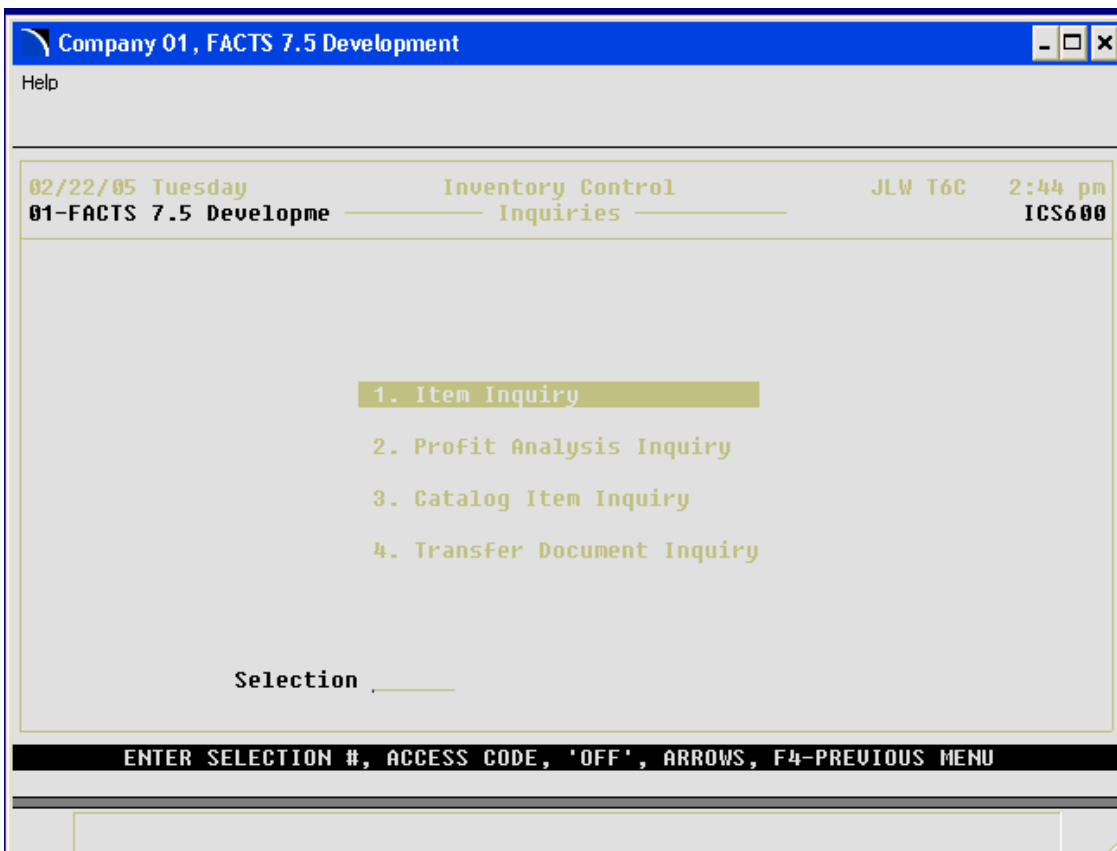 Company 01, FACTS 7.5 Development
Help
02/22/05 Tuesday Inventory Control JLW T6C 2:44 pm
01-FACTS 7.5 Developme Inquiries ICS600
1. Item Inquiry
2. Profit Analysis Inquiry
3. Catalog Item Inquiry
4. Transfer Document Inquiry
Selection
ENTER SELECTION #, ACCESS CODE, 'OFF', ARROWS, F4-PREVIOUS MENU